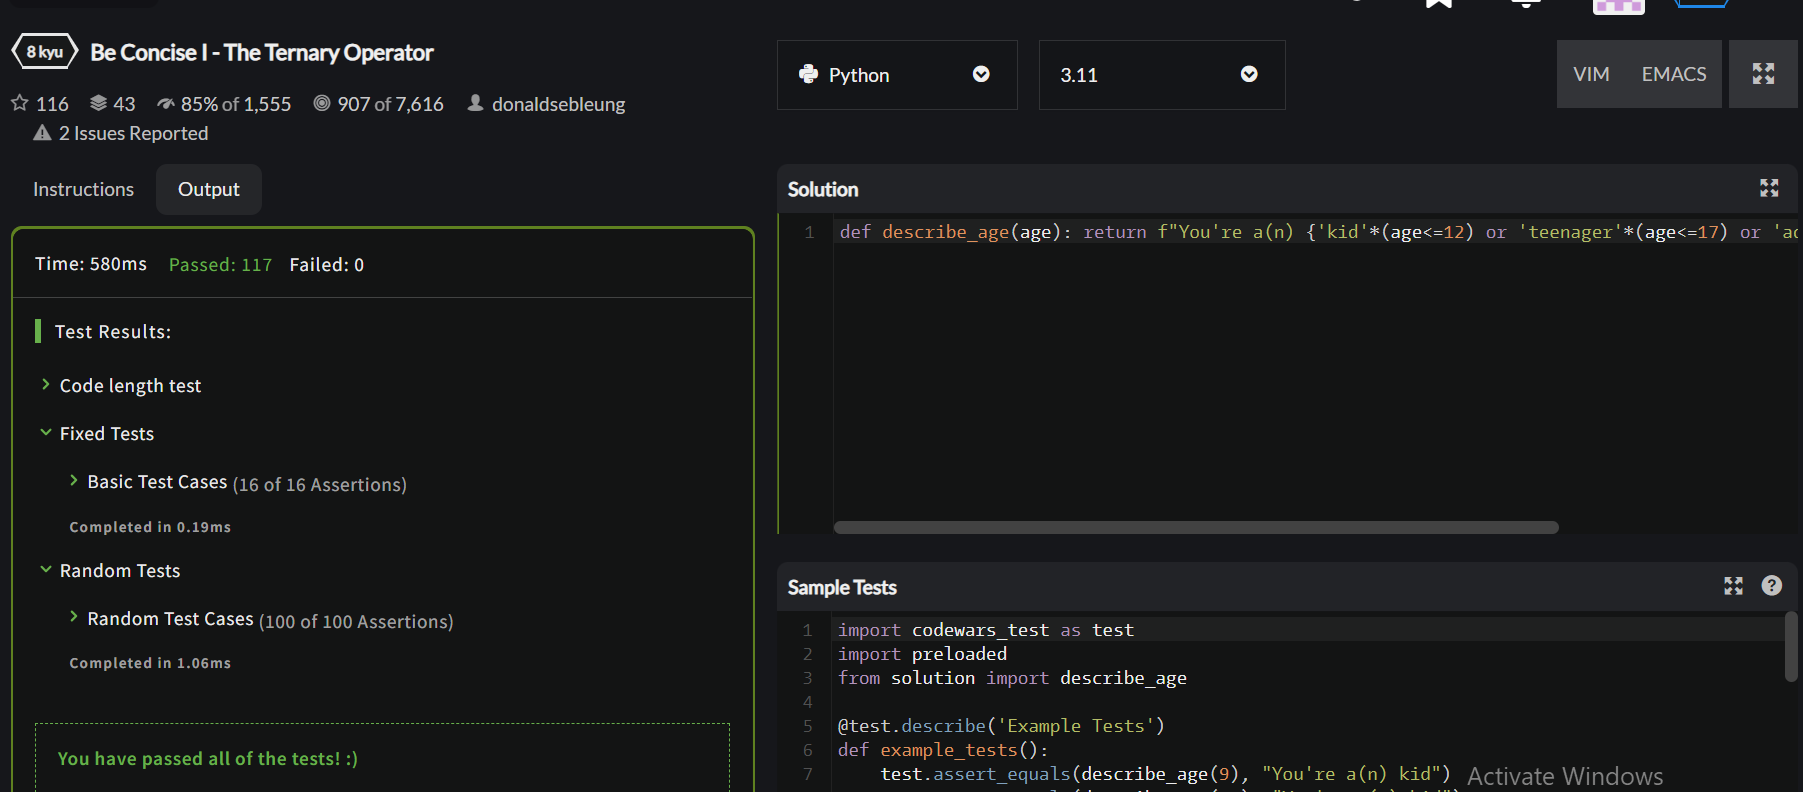 8 kyu Be Concise I - The Ternary Operator
116 43 85% of 1,555 907 of 7,616 donaldsebleung
2 Issues Reported
Instructions Output
Time: 580ms Passed: 117 Failed: 0
Test Results:
Code length test
Fixed Tests
Basic Test Cases (16 of 16 Assertions)
Completed in 0.19ms
Random Tests
Random Test Cases (100 of 100 Assertions)
Completed in 1.06ms
You have passed all of the tests! :)
Python 3.11 VIM EMACS
Solution
1 def describe_age(age): return f"You're a(n) {'kid'*(age<=12) or 'teenager'*(age<=17) or
Sample Tests
1 import codewars_test as test
2 import preloaded
3 from solution import describe_age
4
5 @test.describe('Example Tests')
6 def example_tests():
7 test.assert_equals(describe_age(9), "You're a(n) kid")
Activate Windows